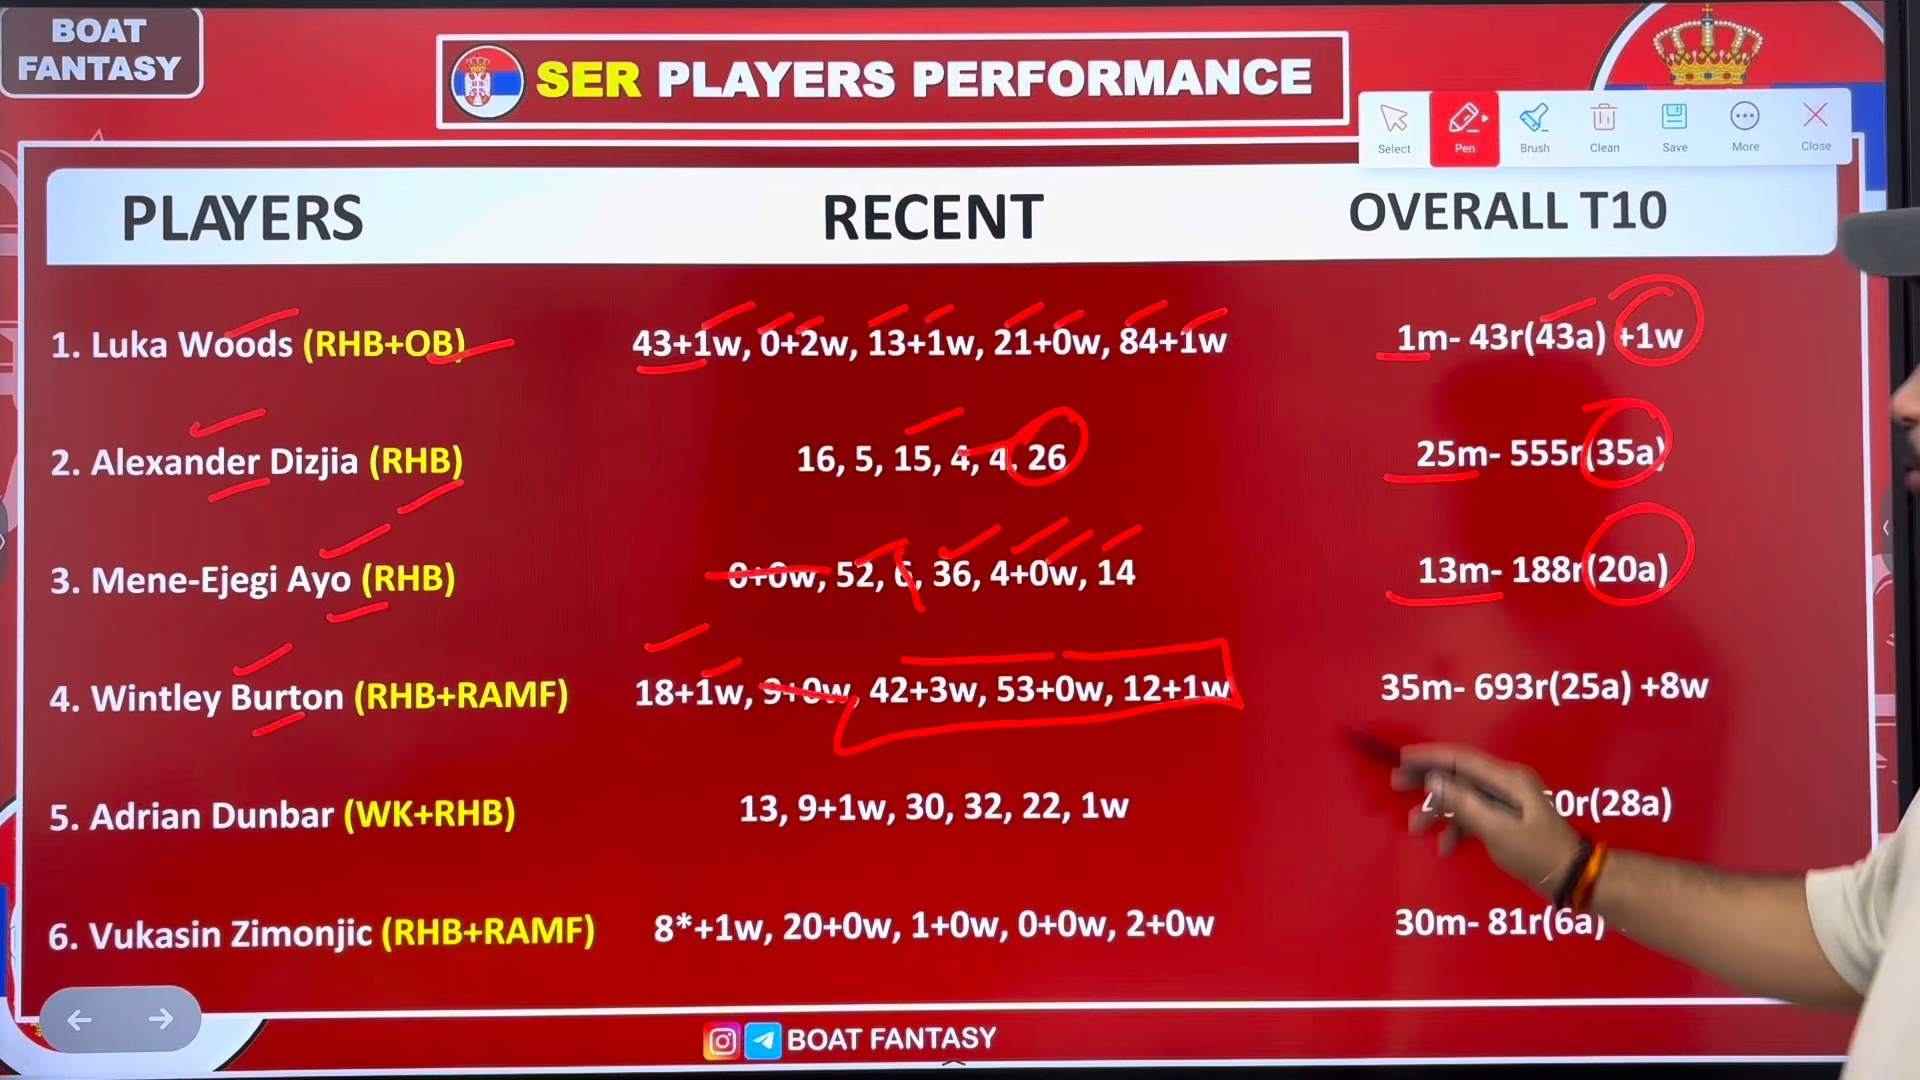 BOAT
FANTASY
SER PLAYERS PERFORMANCE
Select Pen Brush Clean Save More Close
PLAYERS RECENT OVERALL T10
1. Luka Woods (RHB+OB) 43+1w, 0+2w, 13+1w, 21+0w, 84+1w 1m- 43r(43a) +1w
2. Alexander Dizjia (RHB) 16, 5, 15, 4, 4, 26 25m- 555r(35a)
3. Mene-Ejegi Ayo (RHB) 0+0w, 52, 6, 36, 4+0w, 14 13m- 188r(20a)
4. Wintley Burton (RHB+RAMF) 18+1w, 9+0w, 42+3w, 53+0w, 12+1w 35m- 693r(25a) +8w
5. Adrian Dunbar (WK+RHB) 13, 9+1w, 30, 32, 22, 1w 0r(28a)
6. Vukasin Zimonjic (RHB+RAMF) 8*+1w, 20+0w, 1+0w, 0+0w, 2+0w 30m- 81r(6a)
BOAT FANTASY